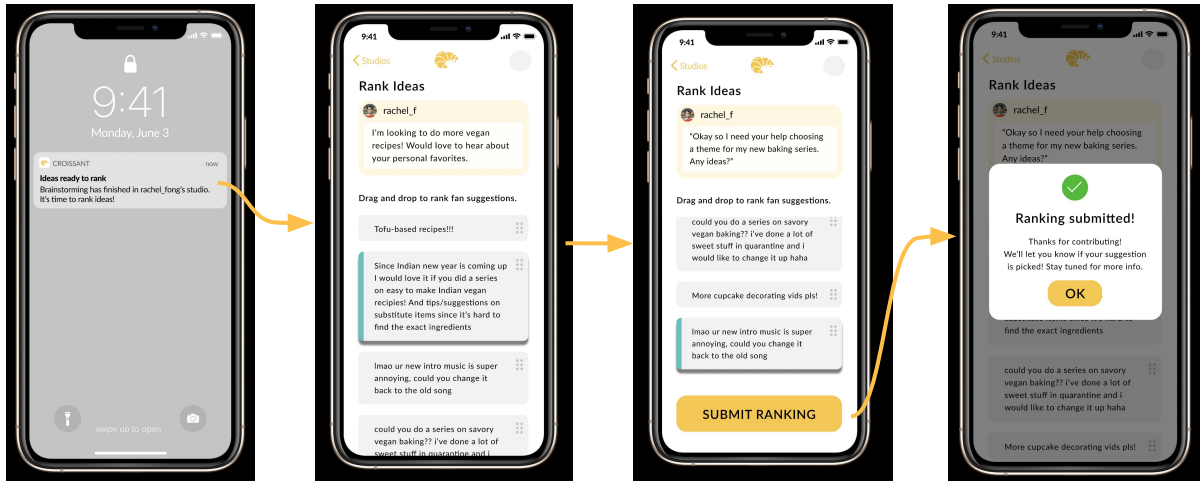 9:41
Monday, June 3
CROISSANT
now
Ideas ready to rank
Brainstorming has finished in rachel_fong's studio.
It's time to rank ideas!
swipe up to open
9:41
Studios
Rank Ideas
rachel_f
I'm looking to do more vegan
recipes! Would love to hear about
your personal favorites.
Drag and drop to rank fan suggestions.
Tofu-based recipes!!!
Since Indian new year is coming up
I would love it if you did a series
on easy to make Indian vegan
recipies! And tips/suggestions on
substitute items since it's hard to
find the exact ingredients
lmao ur new intro music is super
annoying, could you change it
back to the old song
could you do a series on savory
vegan baking?? i've done a lot of
sweet stuff in quarantine and i
9:41
Studios
Rank Ideas
rachel_f
"Okay so I need your help choosing
a theme for my new baking series.
Any ideas?"
Drag and drop to rank fan suggestions.
could you do a series on savory
vegan baking?? i've done a lot of
sweet stuff in quarantine and i
would like to change it up haha
More cupcake decorating vids pls!
lmao ur new intro music is super
annoying, could you change it
back to the old song
SUBMIT RANKING
9:41
Studios
Rank Ideas
rachel_f
"Okay so I need your help choosing
a theme for my new baking series.
Any ideas?"
Ranking submitted!
Thanks for contributing!
We'll let you know if your suggestion
is picked! Stay tuned for more info.
OK
substitute items since it's hard to
find the exact ingredients
could you do a series on savory
vegan baking?? i've done a lot of
sweet stuff in quarantine and i
would like to change it up haha
More cupcake decorating vids pls!